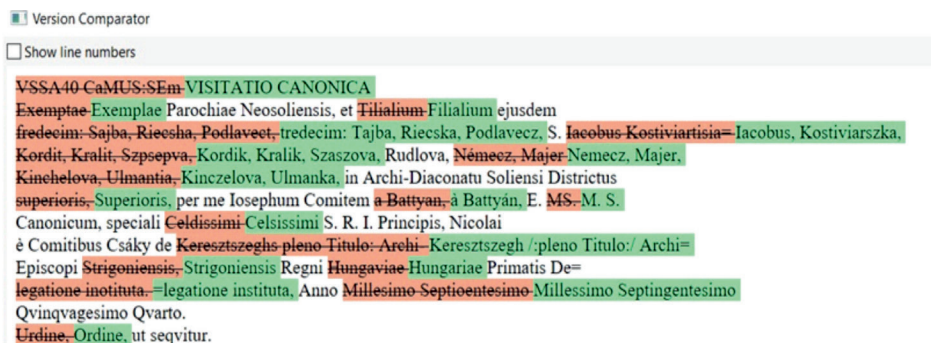 Version Comparator
Show line numbers
VSSA40 CaMUS:SEm VISITATIO CANONICA
Exemptae Exemplae Parochiae Neosoliensis, et Tilialium Filialium ejusdem
fredecim: Sajba, Riecsha, Podlavect, tredecim: Tajba, Riecska, Podlavecz, S. Iacobus Kostiviartisia= Iacobus, Kostiviarszka,
Kordit, Kralit, Szpsepva, Kordik, Kralik, Szaszova, Rudlova, Némecz, Majer Nemecz, Majer,
Kinchelova, Ulmantia, Kinczelova, Ulmanka, in Archi-Diaconatu Soliensi Districtus
superioris, Superioris, per me Iosephum Comitem a Battyan, à Battyán, E. MS. M. S.
Canonicum, speciali Celdissimi Celsissimi S. R. I. Principis, Nicolai
è Comitibus Csáky de Keresztszeghs pleno Titulo: Archi- Keresztszegh /:pleno Titulo:/ Archi=
Episcopi Strigoniensis, Strigoniensis Regni Hungaviae Hungariae Primatis De=
legatione inotituta. =legatione instituta, Anno Millesimo Septioentesimo Millessimo Septingentesimo
Qvinqvagesimo Qvarto.
Urdine, Ordine, ut seqvitur.